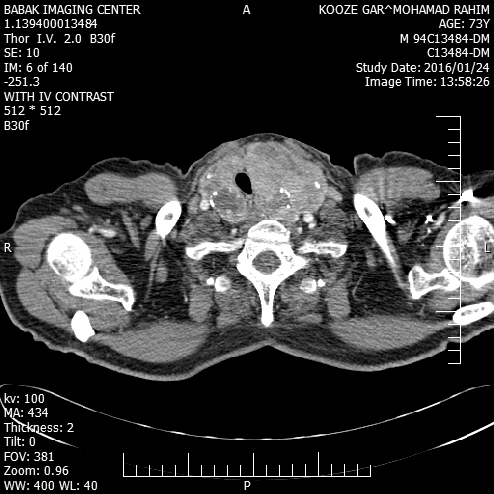 BABAK IMAGING CENTER
1.139400013484
Thor I.V. 2.0 B30f
SE: 10
IM: 6 of 140
-251.3
WITH IV CONTRAST
512 * 512
B30f
A
KOOZE GAR^MOHAMAD RAHIM
AGE: 73Y
M 94C13484-DM
C13484-DM
Study Date: 2016/01/24
Image Time: 13:58:26
R
L
kv: 100
MA: 434
Thickness: 2
Tilt: 0
FOV: 381
Zoom: 0.96
WW: 400 WL: 40
P